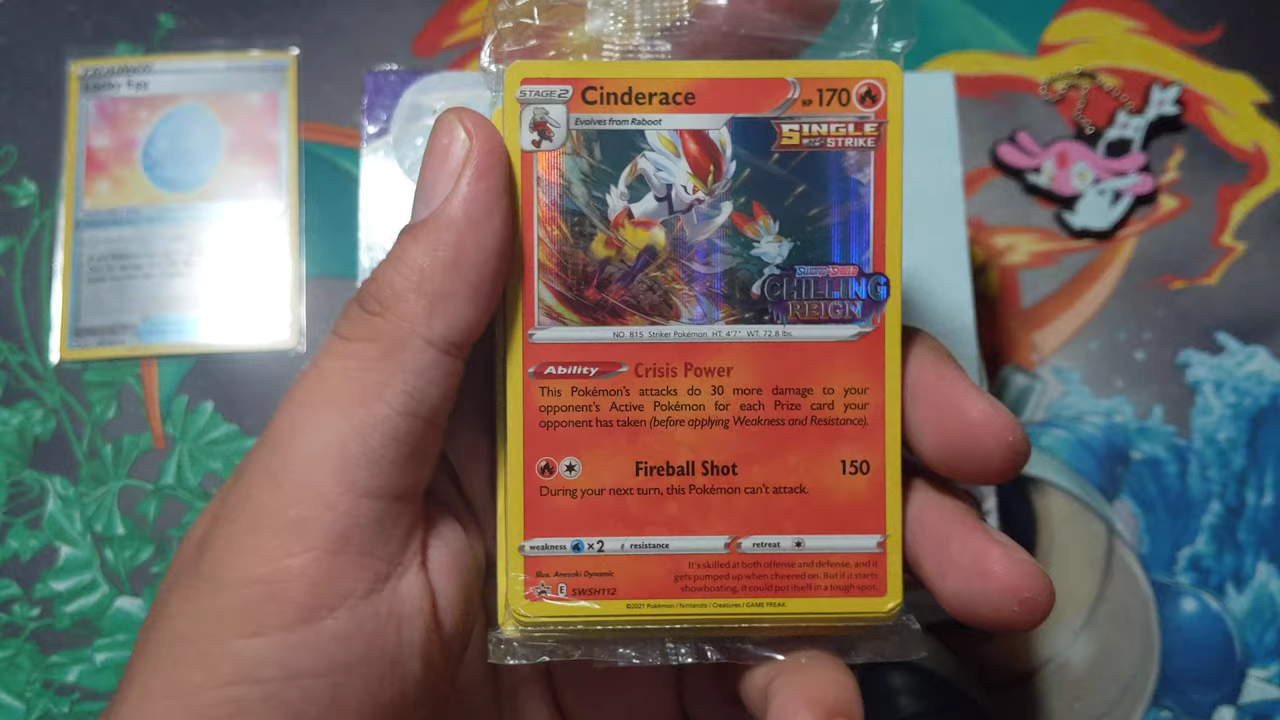 Lucky Egg
STAGE 2
Cinderace
HP 170
Evolves from Raboot
SINGLE
STRIKE
CHILLING
REIGN
NO. 815 Striker Pokémon HT: 4'7" WT: 72.8 lbs
Ability Crisis Power
This Pokémon's attacks do 30 more damage to your
opponent's Active Pokémon for each Prize card your
opponent has taken (before applying Weakness and Resistance).
Fireball Shot 150
During your next turn, this Pokémon can't attack.
weakness ×2 resistance retreat
Illus. Anesaki Dynamic
It's skilled at both offense and defense, and it
gets pumped up when cheered on. But if it starts
showboating, it could put itself in a tough spot.
E SWSH112
©2021 Pokémon / Nintendo / Creatures / GAME FREAK